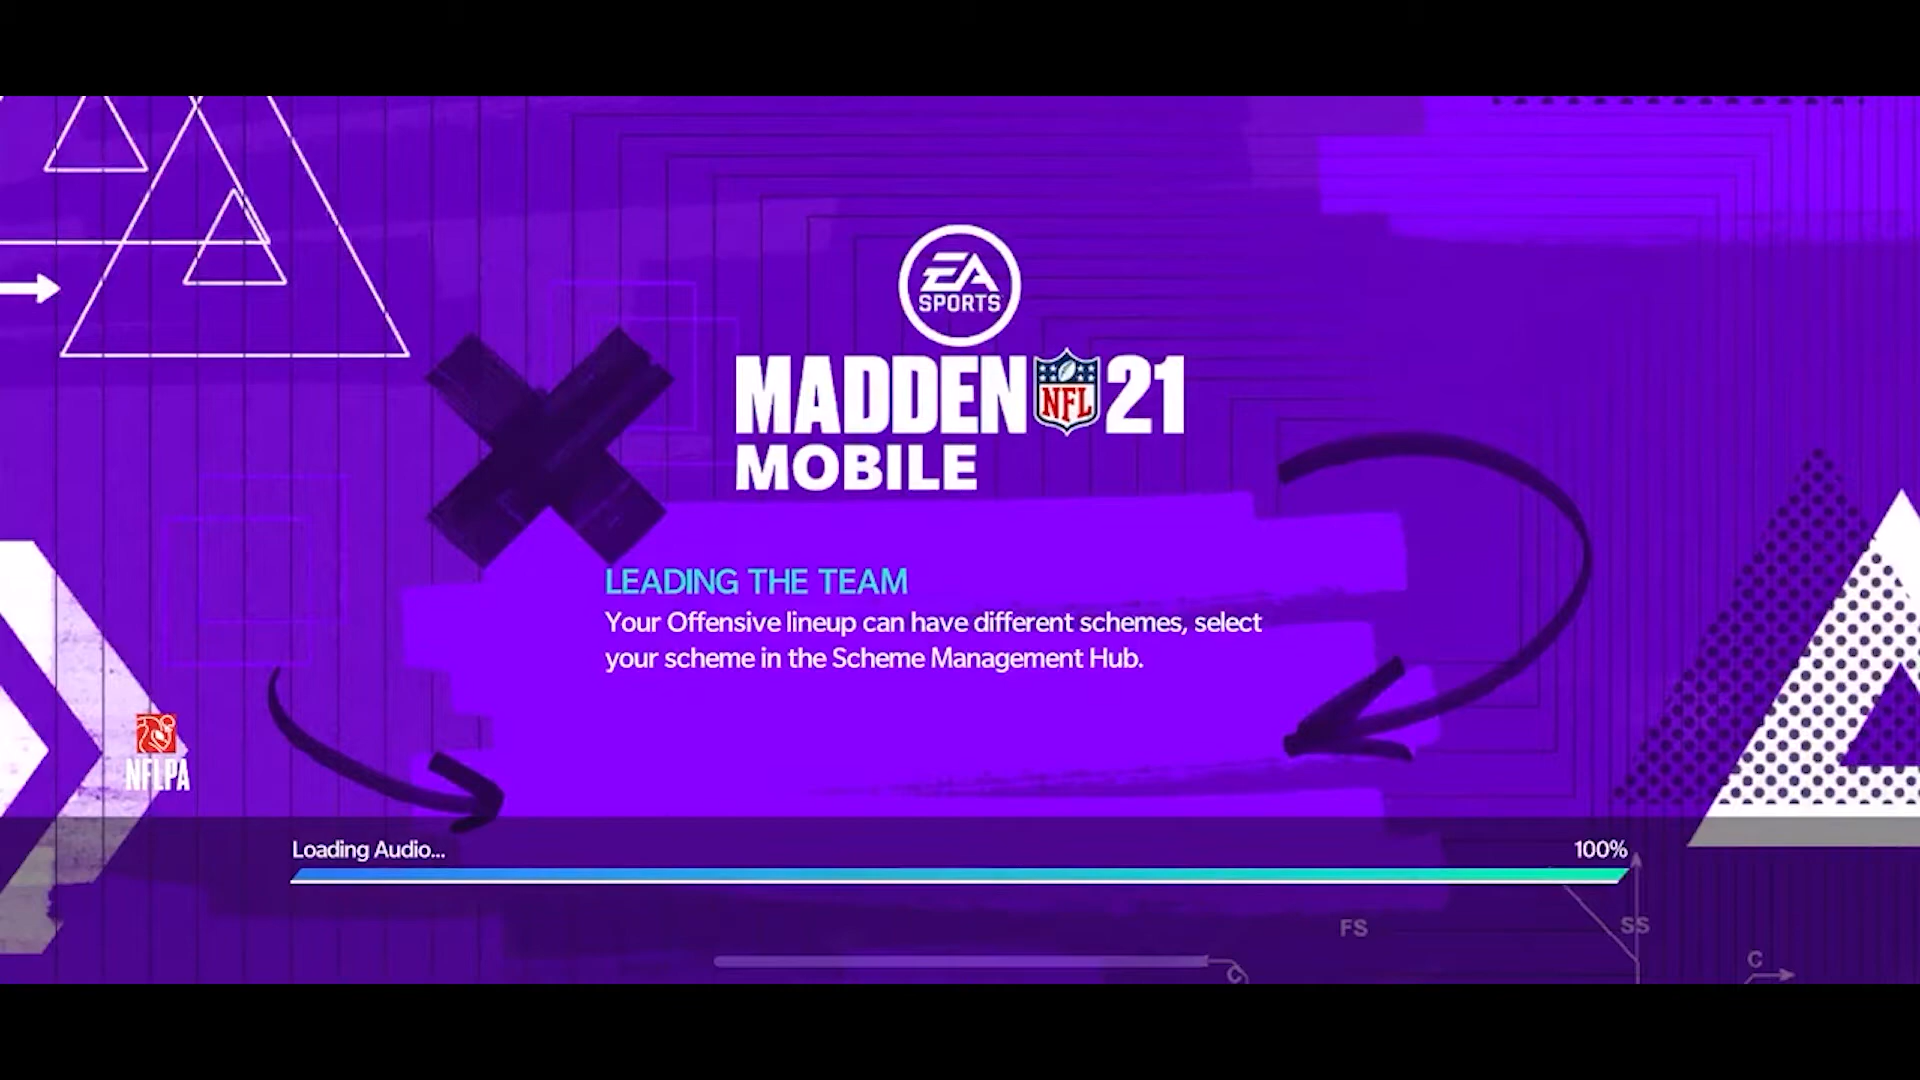 EA
SPORTS
MADDEN NFL 21
MOBILE
LEADING THE TEAM
Your Offensive lineup can have different schemes, select
your scheme in the Scheme Management Hub.
NFLPA
Loading Audio... 100%
FS
SS
C
C